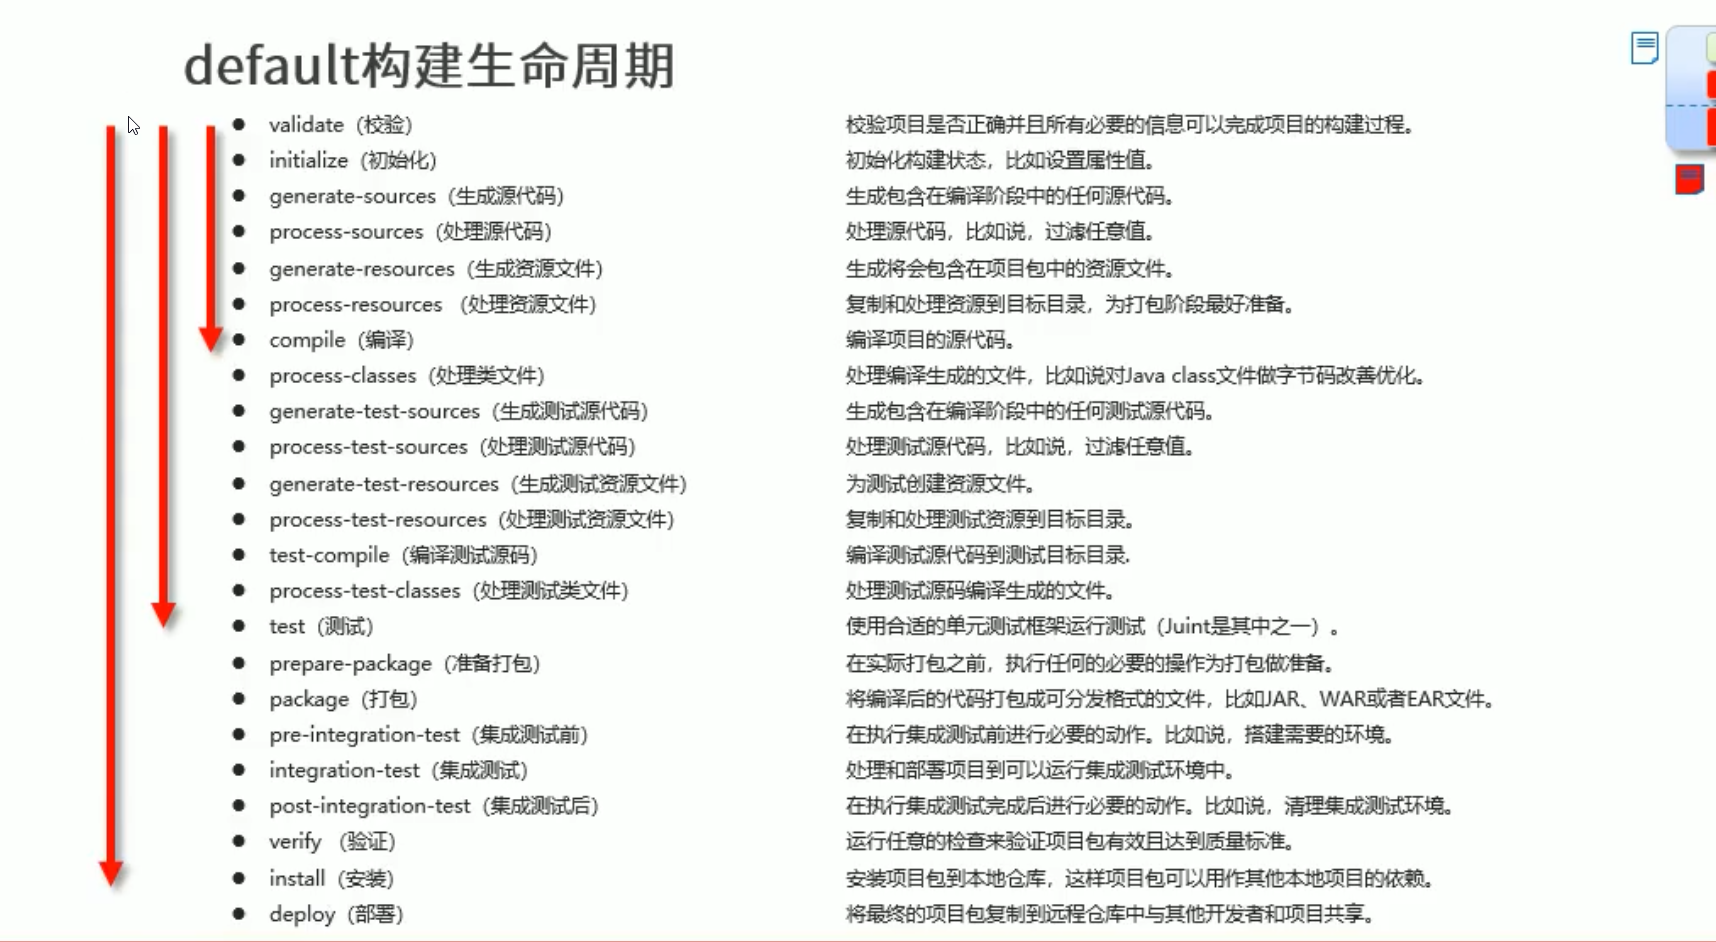 default构建生命周期
validate（校验） 校验项目是否正确并且所有必要的信息可以完成项目的构建过程。
initialize（初始化） 初始化构建状态，比如设置属性值。
generate-sources（生成源代码） 生成包含在编译阶段中的任何源代码。
process-sources（处理源代码） 处理源代码，比如说，过滤任意值。
generate-resources（生成资源文件） 生成将会包含在项目包中的资源文件。
process-resources （处理资源文件） 复制和处理资源到目标目录，为打包阶段最好准备。
compile（编译） 编译项目的源代码。
process-classes（处理类文件） 处理编译生成的文件，比如说对Java class文件做字节码改善优化。
generate-test-sources（生成测试源代码） 生成包含在编译阶段中的任何测试源代码。
process-test-sources（处理测试源代码） 处理测试源代码，比如说，过滤任意值。
generate-test-resources（生成测试资源文件） 为测试创建资源文件。
process-test-resources（处理测试资源文件） 复制和处理测试资源到目标目录。
test-compile（编译测试源码） 编译测试源代码到测试目标目录.
process-test-classes（处理测试类文件） 处理测试源码编译生成的文件。
test（测试） 使用合适的单元测试框架运行测试（Juint是其中之一）。
prepare-package（准备打包） 在实际打包之前，执行任何的必要的操作为打包做准备。
package（打包） 将编译后的代码打包成可分发格式的文件，比如JAR、WAR或者EAR文件。
pre-integration-test（集成测试前） 在执行集成测试前进行必要的动作。比如说，搭建需要的环境。
integration-test（集成测试） 处理和部署项目到可以运行集成测试环境中。
post-integration-test（集成测试后） 在执行集成测试完成后进行必要的动作。比如说，清理集成测试环境。
verify （验证） 运行任意的检查来验证项目包有效且达到质量标准。
install（安装） 安装项目包到本地仓库，这样项目包可以用作其他本地项目的依赖。
deploy（部署） 将最终的项目包复制到远程仓库中与其他开发者和项目共享。